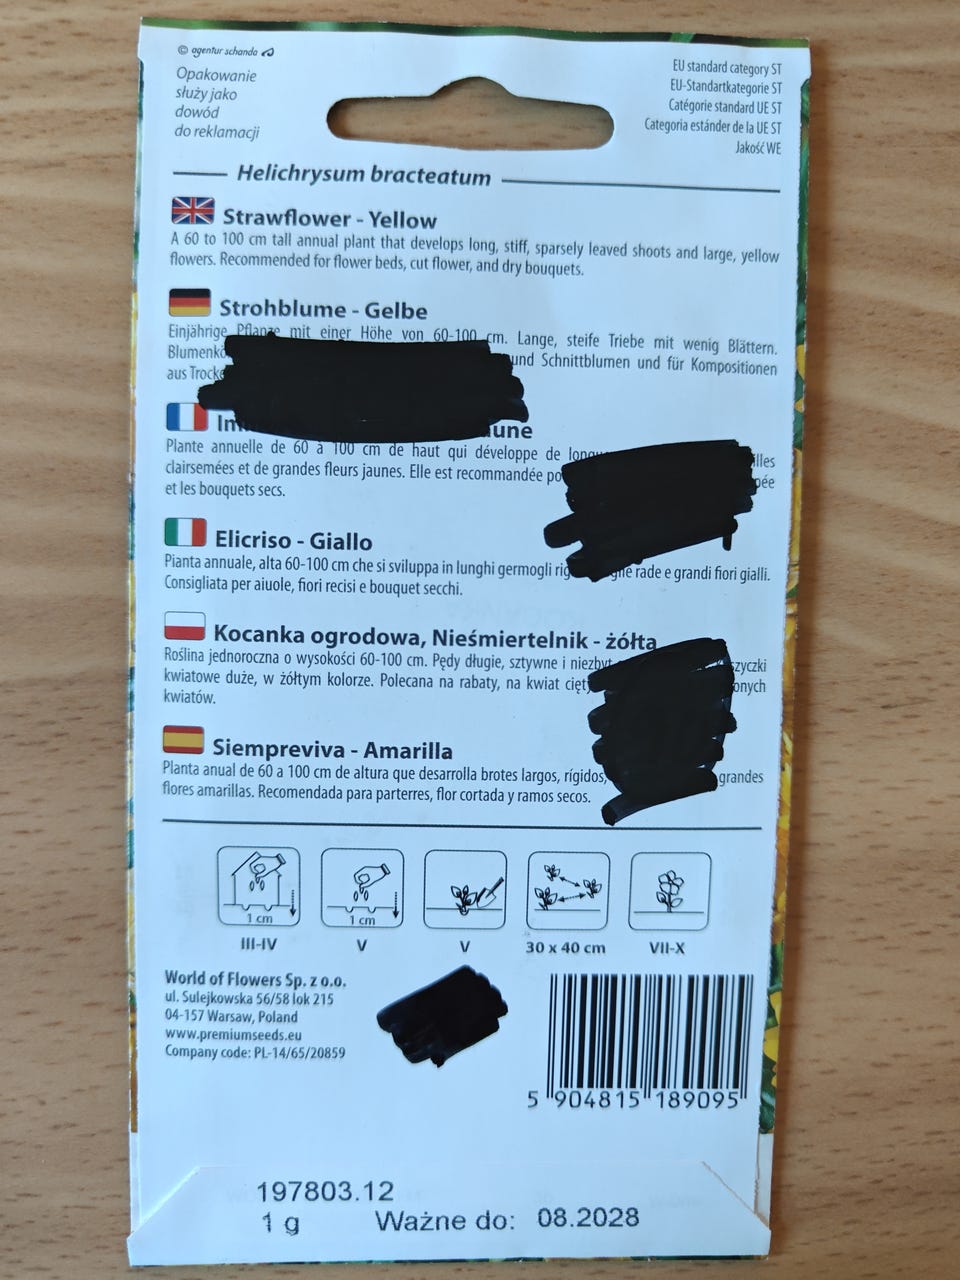 © agentur schanda
Opakowanie
służy jako
dowód
do reklamacji
EU standard category ST
EU-Standartkategorie ST
Catégorie standard UE ST
Categoria estánder de la UE ST
Jakość WE
Helichrysum bracteatum
Strawflower - Yellow
A 60 to 100 cm tall annual plant that develops long, stiff, sparsely leaved shoots and large, yellow
flowers. Recommended for flower beds, cut flower, and dry bouquets.
Strohblume - Gelbe
Einjährige Pflanze mit einer Höhe von 60-100 cm. Lange, steife Triebe mit wenig Blättern.
und Schnittblumen und für Kompositionen
aus
Plante annuelle de 60 à 100 cm de haut qui développe de
clairsemées et de grandes fleurs jaunes. Elle est recommandée
et les bouquets secs.
Elicriso - Giallo
Pianta annuale, alta 60-100 cm che si sviluppa in lunghi germogli rade e grandi fiori gialli.
Consigliata per aiuole, fiori recisi e bouquet secchi.
Kocanka ogrodowa, Nieśmiertelnik - żółta
Roślina jednoroczna o wysokości 60-100 cm. Pędy długie, sztywne i
kwiatowe duże, w żółtym kolorze. Polecana na rabaty, na kwiat
kwiatów.
Siempreviva - Amarilla
Planta anual de 60 a 100 cm de altura que desarrolla brotes largos, rígidos, grandes
flores amarillas. Recomendada para parterres, flor cortada y ramos secos.
1 cm 1 cm
III-IV V V 30 x 40 cm VII-X
World of Flowers Sp. z o.o.
ul. Sulejkowska 56/58 lok 215
04-157 Warsaw, Poland
www.premiumseeds.eu
Company code: PL-14/65/20859
5 904815 189095
197803.12
1 g Ważne do: 08.2028